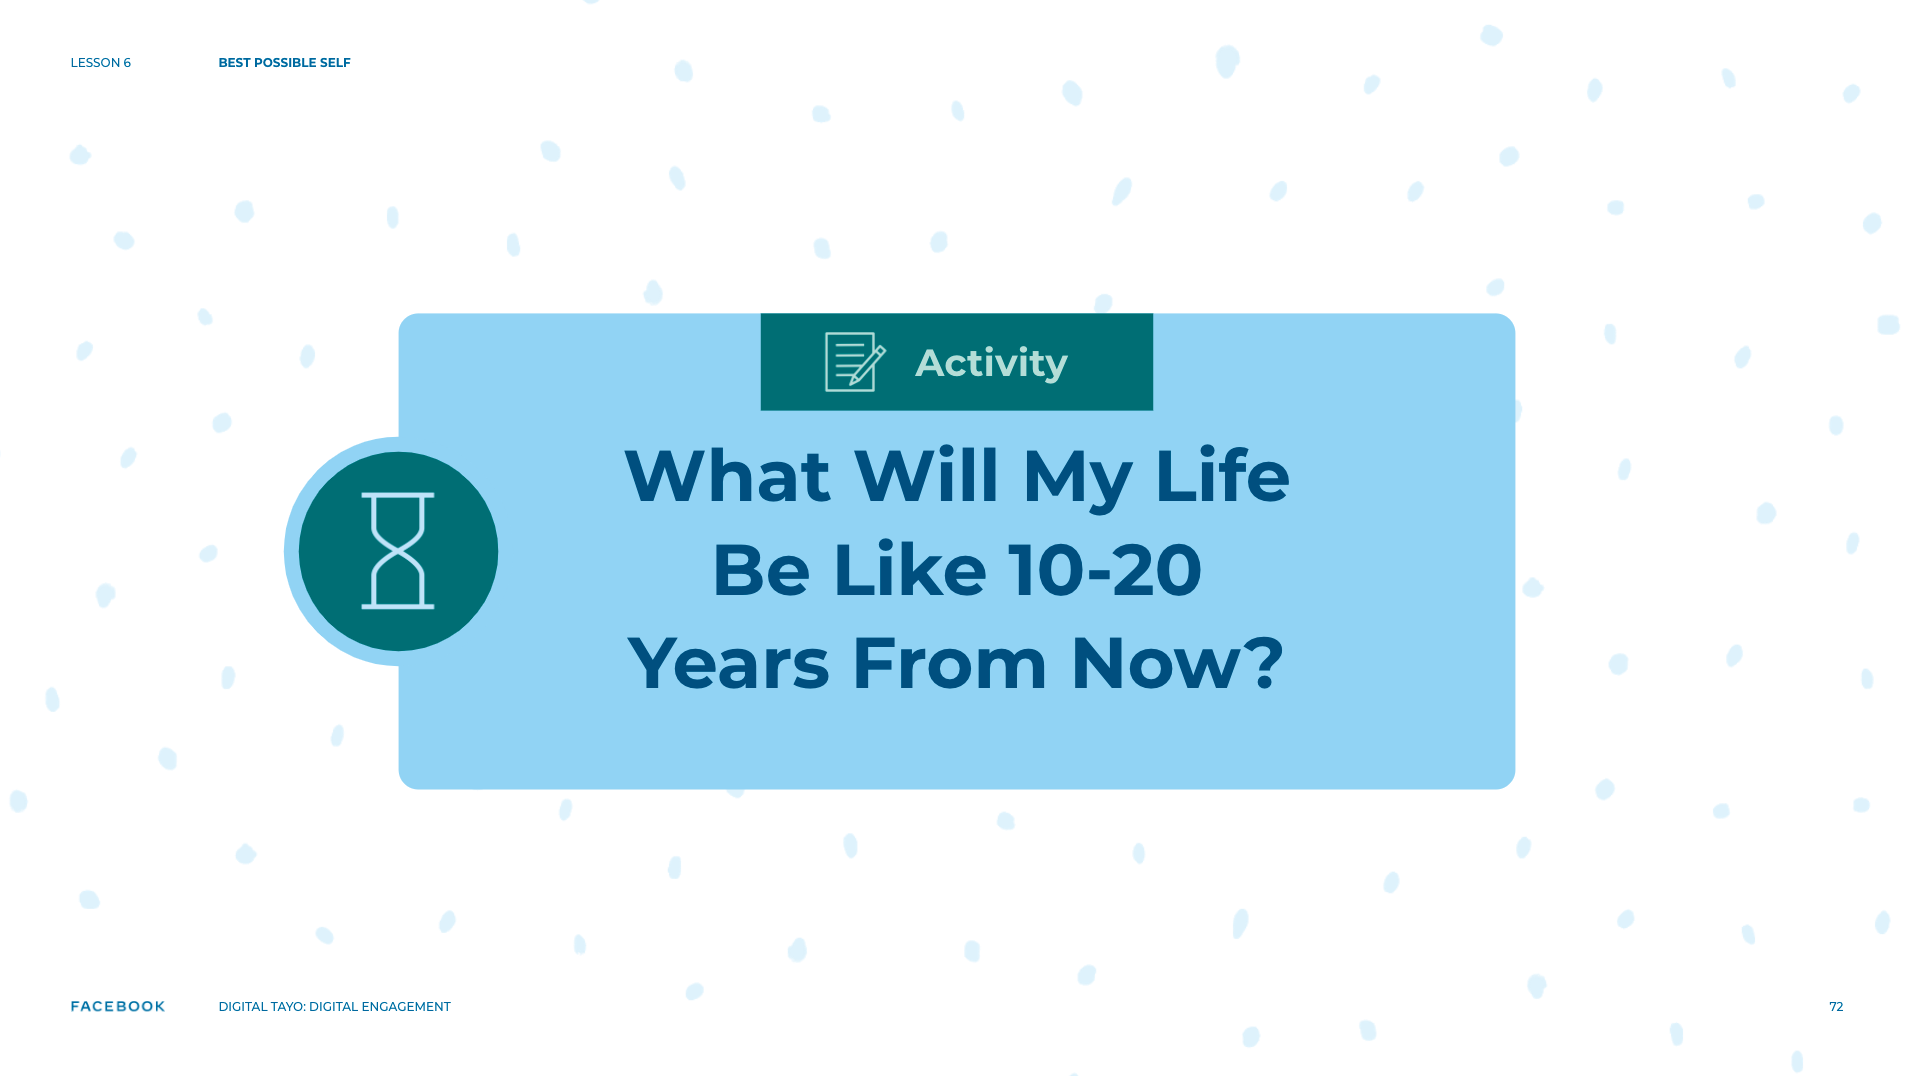 LESSON 6
BEST POSSIBLE SELF
Activity
What Will My Life
Be Like 10-20
Years From Now?
FACEBOOK
DIGITAL TAYO: DIGITAL ENGAGEMENT
72